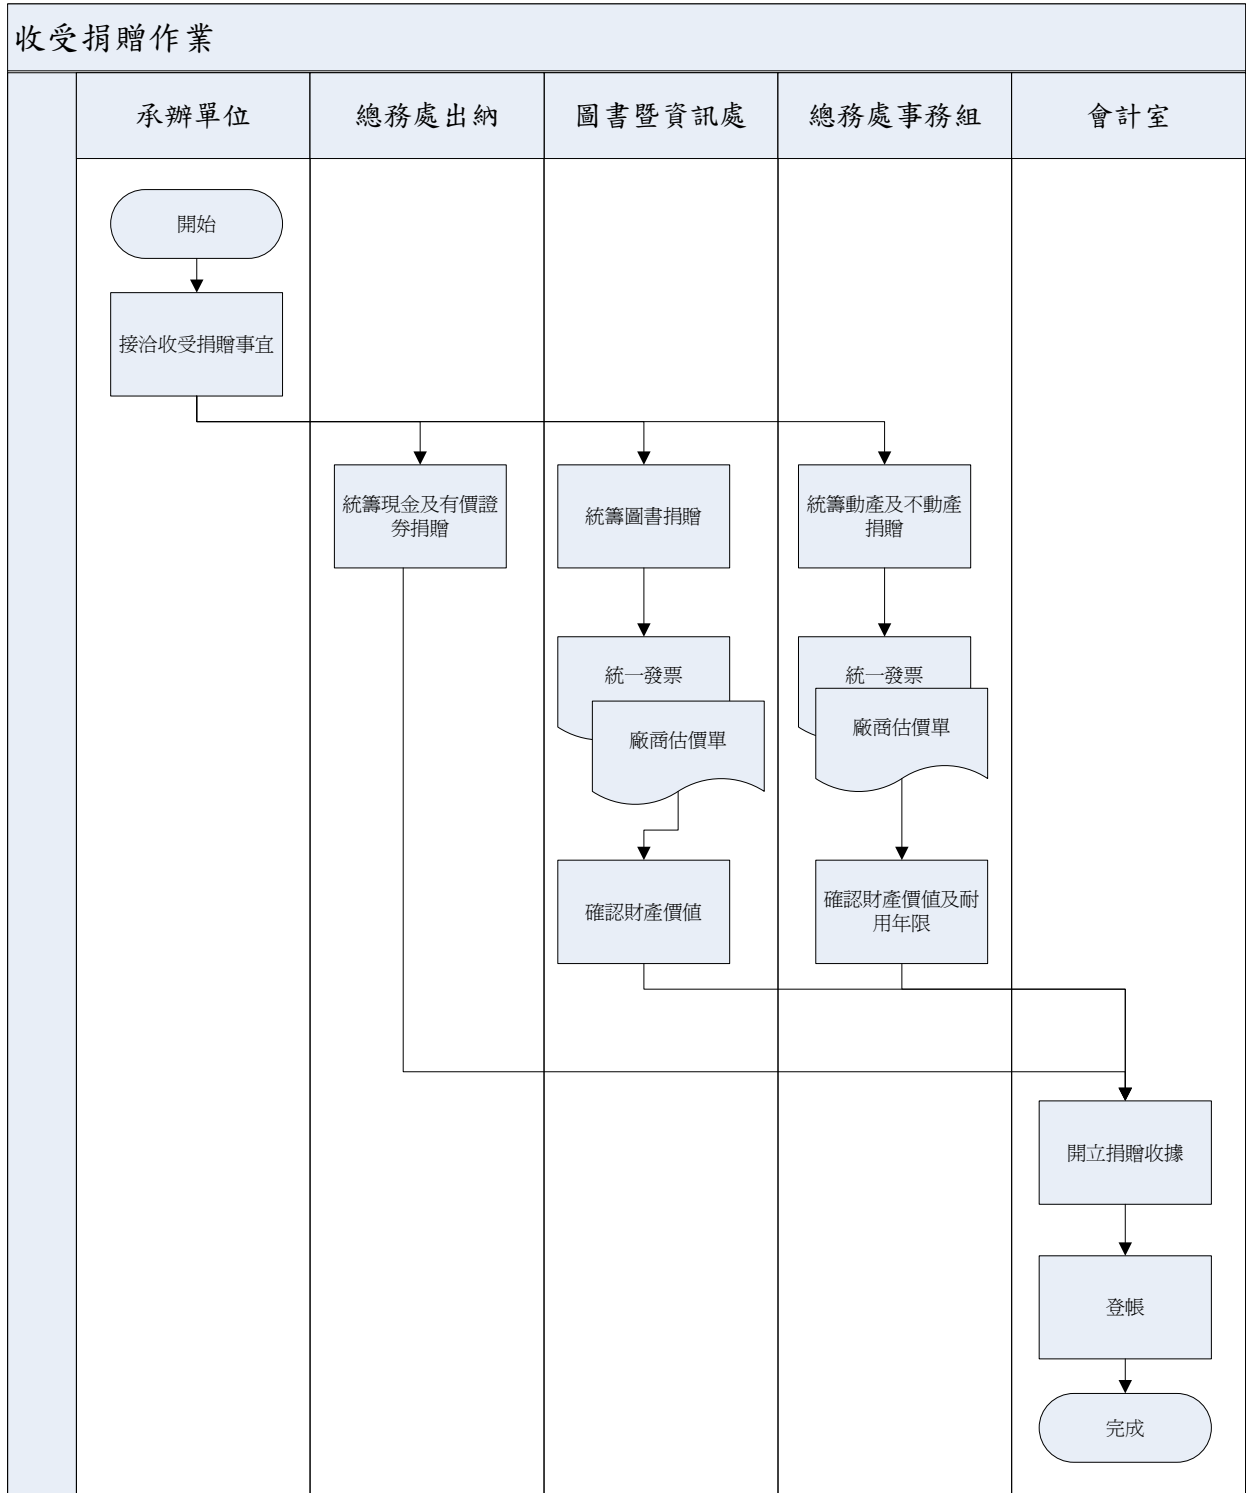 收受捐贈作業
承辦單位
總務處出納
圖書暨資訊處
總務處事務組
會計室
開始
接洽收受捐贈事宜
統籌現金及有價證
券捐贈
統籌圖書捐贈
統籌動產及不動產
捐贈
統一發票
廠商估價單
統一發票
廠商估價單
確認財產價值
確認財產價值及耐
用年限
開立捐贈收據
登帳
完成